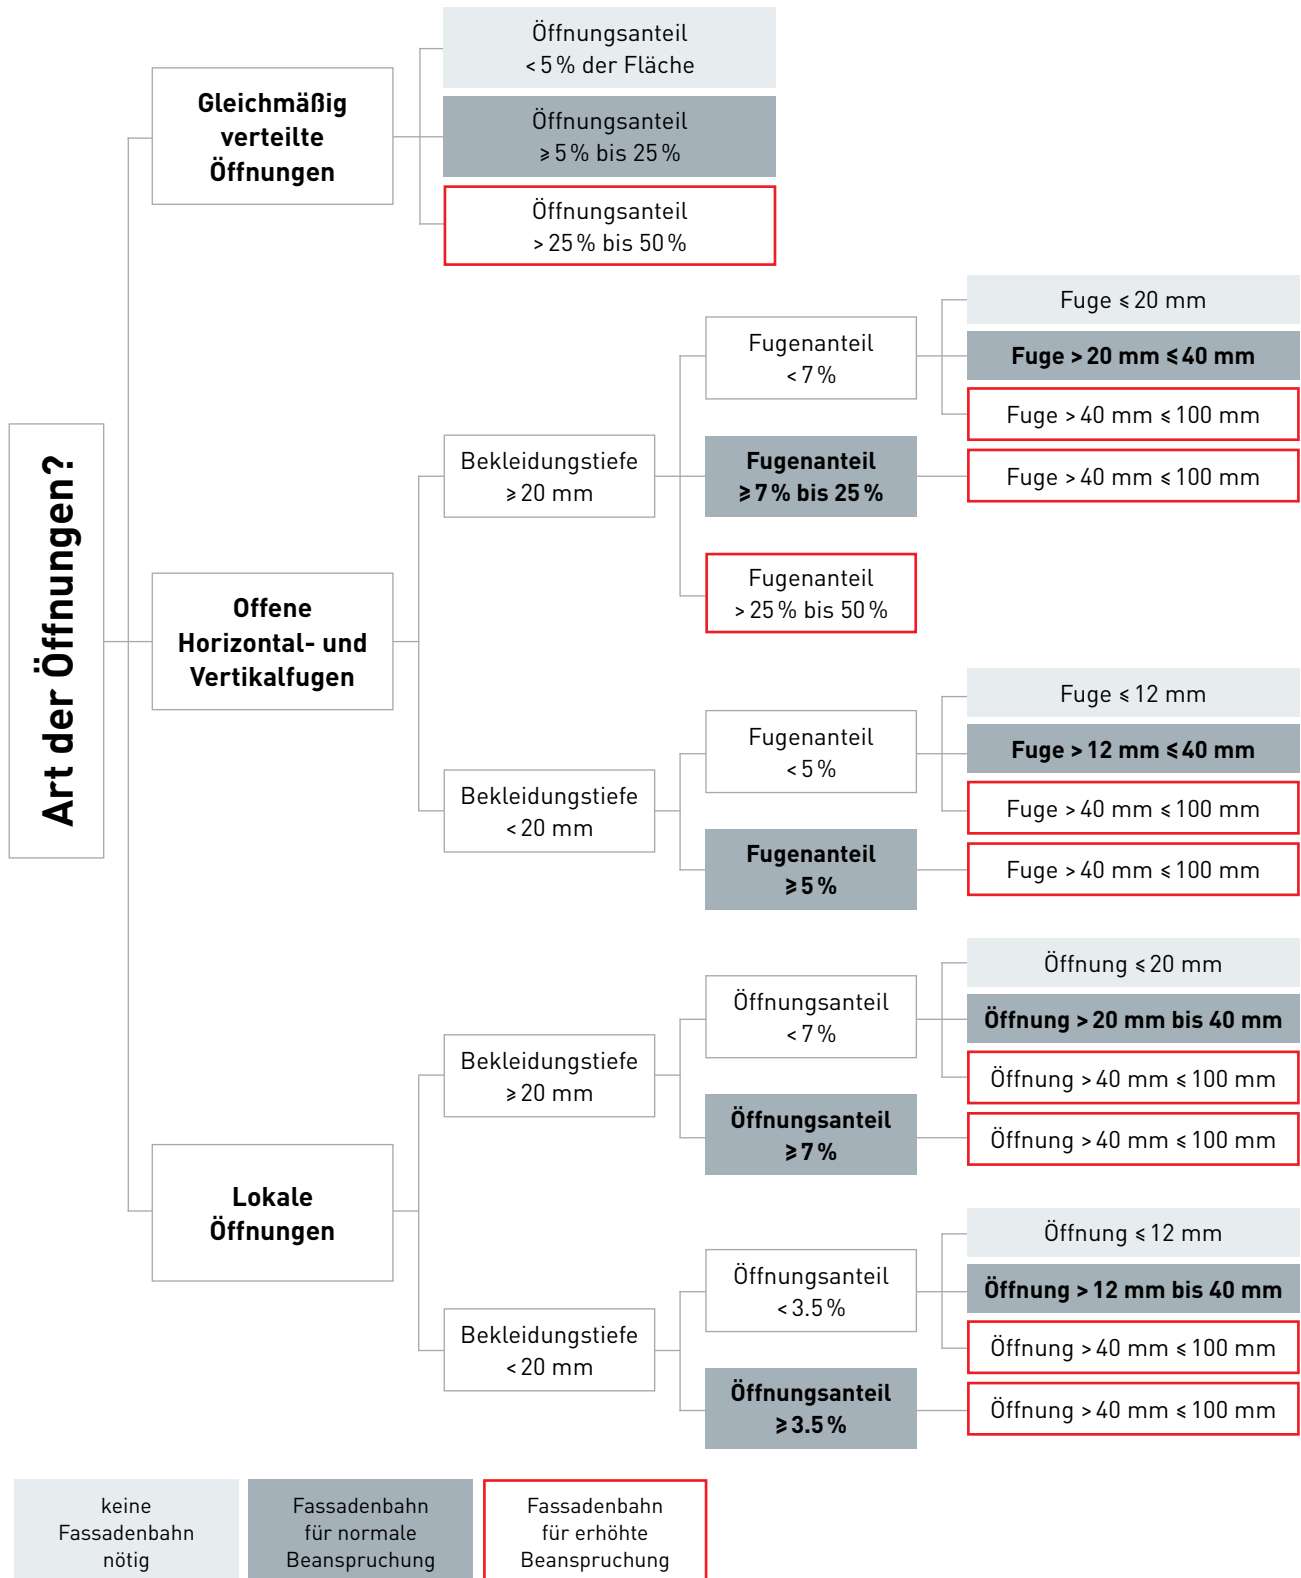 Art der Öffnungen?
Gleichmäßig
verteilte
Öffnungen
Öffnungsanteil
< 5 % der Fläche
Öffnungsanteil
⩾ 5 % bis 25 %
Öffnungsanteil
> 25 % bis 50 %
Offene
Horizontal- und
Vertikalfugen
Bekleidungstiefe
⩾ 20 mm
Fugenanteil
< 7 %
Fuge ⩽ 20 mm
Fuge > 20 mm ⩽ 40 mm
Fuge > 40 mm ⩽ 100 mm
Fugenanteil
⩾ 7 % bis 25 %
Fuge > 40 mm ⩽ 100 mm
Fugenanteil
> 25 % bis 50 %
Bekleidungstiefe
< 20 mm
Fugenanteil
< 5 %
Fuge ⩽ 12 mm
Fuge > 12 mm ⩽ 40 mm
Fuge > 40 mm ⩽ 100 mm
Fugenanteil
⩾ 5 %
Fuge > 40 mm ⩽ 100 mm
Lokale
Öffnungen
Bekleidungstiefe
⩾ 20 mm
Öffnungsanteil
< 7 %
Öffnung ⩽ 20 mm
Öffnung > 20 mm bis 40 mm
Öffnung > 40 mm ⩽ 100 mm
Öffnungsanteil
⩾ 7 %
Öffnung > 40 mm ⩽ 100 mm
Bekleidungstiefe
< 20 mm
Öffnungsanteil
< 3.5 %
Öffnung ⩽ 12 mm
Öffnung > 12 mm bis 40 mm
Öffnung > 40 mm ⩽ 100 mm
Öffnungsanteil
⩾ 3.5 %
Öffnung > 40 mm ⩽ 100 mm
keine
Fassadenbahn
nötig
Fassadenbahn
für normale
Beanspruchung
Fassadenbahn
für erhöhte
Beanspruchung